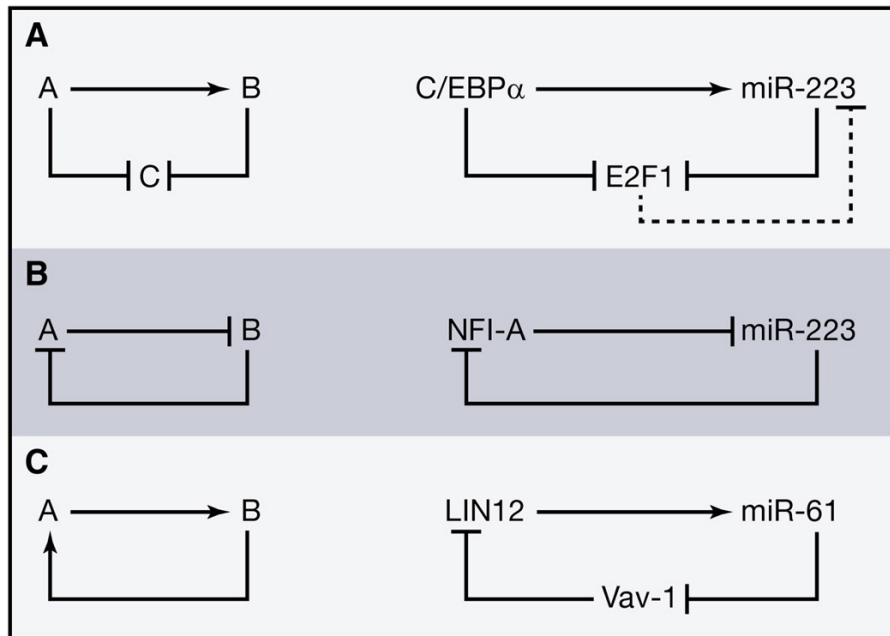 A
A B C/EBPα miR-223
C E2F1
B
A B NFI-A miR-223
C
A B LIN12 miR-61
Vav-1